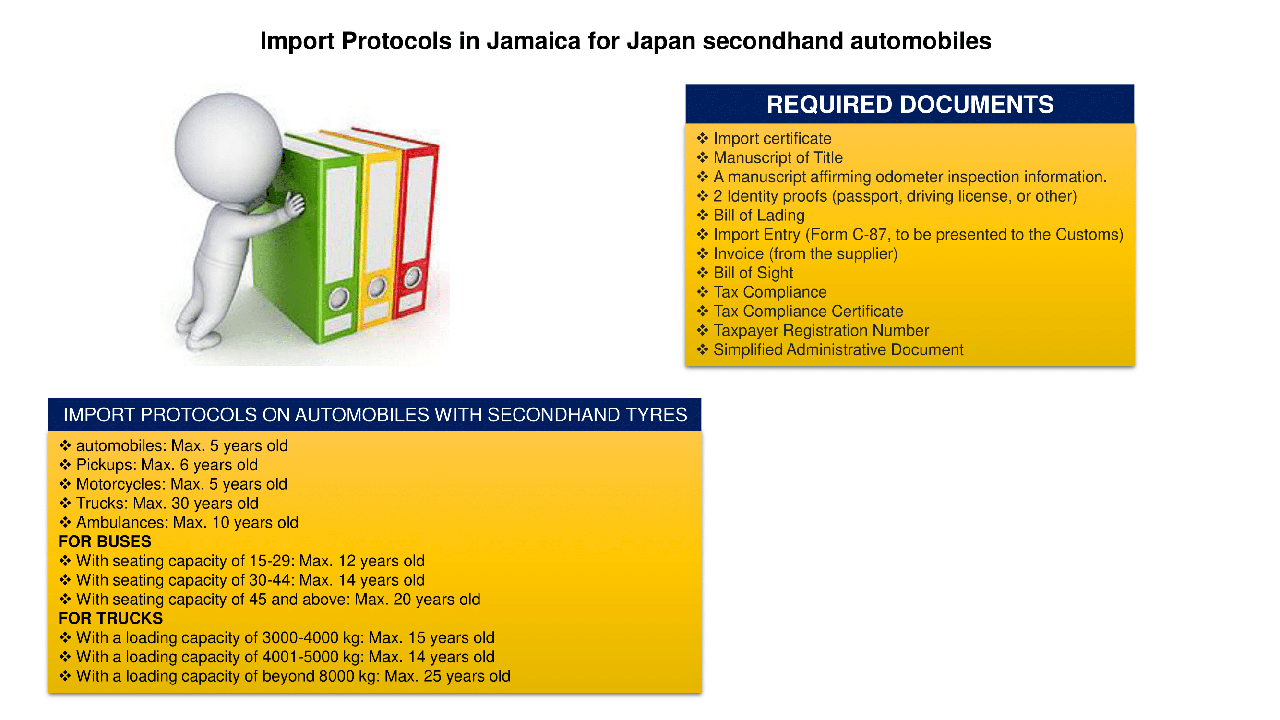 Import Protocols in Jamaica for Japan secondhand automobiles
REQUIRED DOCUMENTS
❖ Import certificate
❖ Manuscript of Title
❖ A manuscript affirming odometer inspection information.
❖ 2 Identity proofs (passport, driving license, or other)
❖ Bill of Lading
❖ Import Entry (Form C-87, to be presented to the Customs)
❖ Invoice (from the supplier)
❖ Bill of Sight
❖ Tax Compliance
❖ Tax Compliance Certificate
❖ Taxpayer Registration Number
❖ Simplified Administrative Document
IMPORT PROTOCOLS ON AUTOMOBILES WITH SECONDHAND TYRES
❖ automobiles: Max. 5 years old
❖ Pickups: Max. 6 years old
❖ Motorcycles: Max. 5 years old
❖ Trucks: Max. 30 years old
❖ Ambulances: Max. 10 years old
FOR BUSES
❖ With seating capacity of 15-29: Max. 12 years old
❖ With seating capacity of 30-44: Max. 14 years old
❖ With seating capacity of 45 and above: Max. 20 years old
FOR TRUCKS
❖ With a loading capacity of 3000-4000 kg: Max. 15 years old
❖ With a loading capacity of 4001-5000 kg: Max. 14 years old
❖ With a loading capacity of beyond 8000 kg: Max. 25 years old